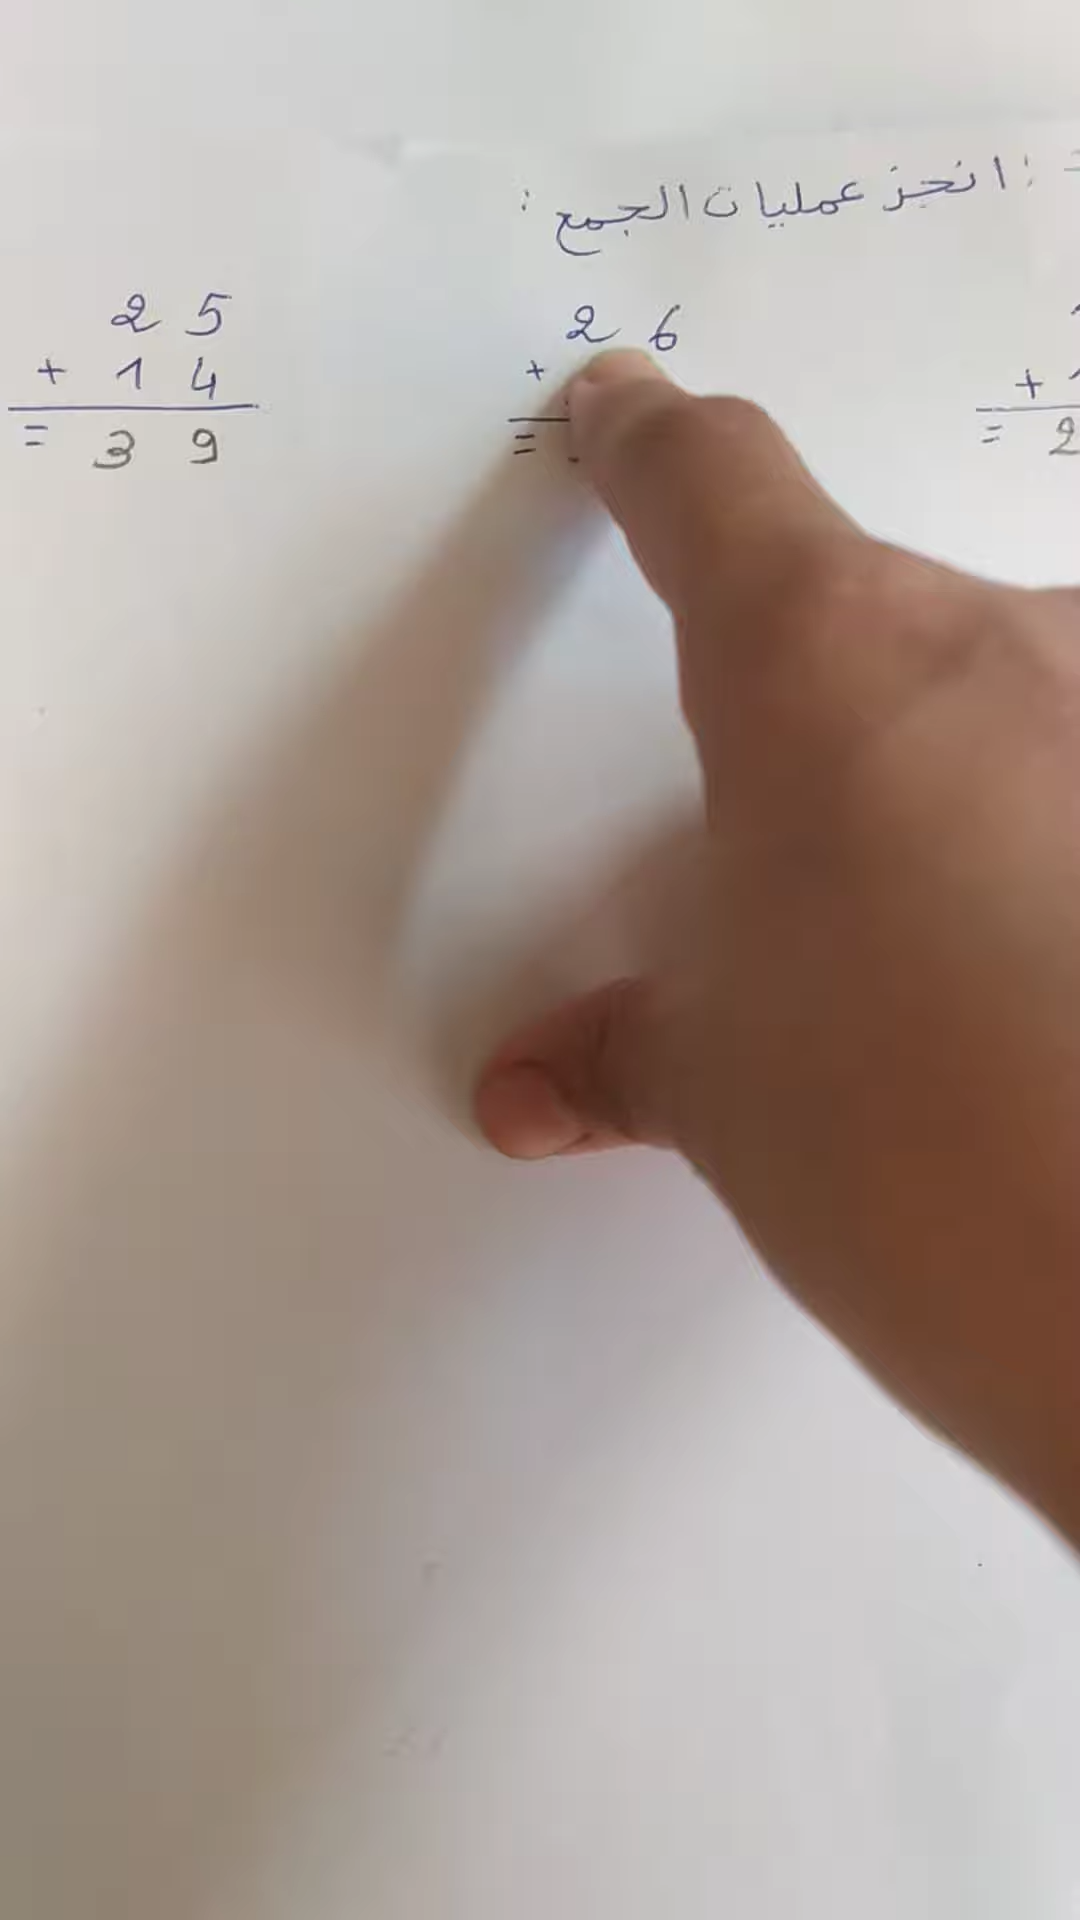 انجز عمليات الجمع :
2 5
+ 1 4
= 3 9
2 6
+
=
+
= 2